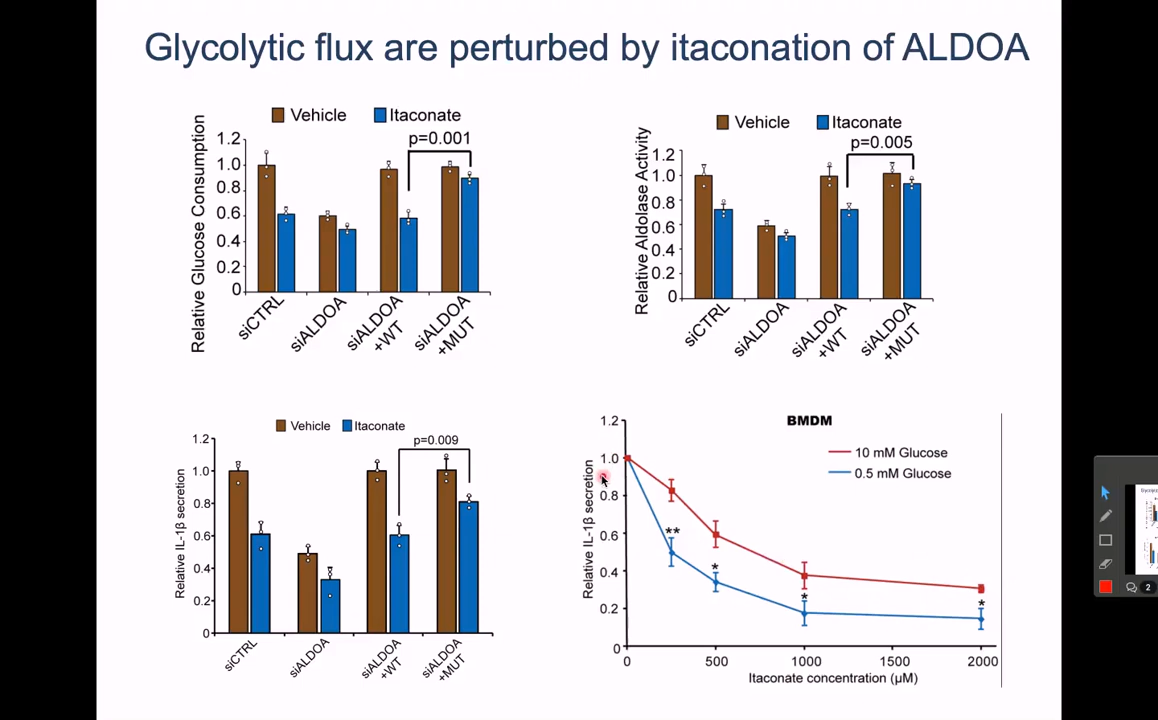 Glycolytic flux are perturbed by itaconation of ALDOA
Vehicle Itaconate
p=0.001
Relative Glucose Consumption
1.2
1.0
0.8
0.6
0.4
0.2
0
siCTRL
siALDOA
siALDOA
+WT
siALDOA
+MUT
Vehicle Itaconate
p=0.005
Relative Aldolase Activity
1.2
1.0
0.8
0.6
0.4
0.2
0
siCTRL
siALDOA
siALDOA
+WT
siALDOA
+MUT
Vehicle Itaconate
p=0.009
Relative IL-1β secretion
1.2
1.0
0.8
0.6
0.4
0.2
0
siCTRL
siALDOA
siALDOA
+WT
siALDOA
+MUT
BMDM
10 mM Glucose
0.5 mM Glucose
Relative IL-1β secretion
1.2
1.0
0.8
0.6
0.4
0.2
0
**
*
*
*
0 500 1000 1500 2000
Itaconate concentration (μM)
2